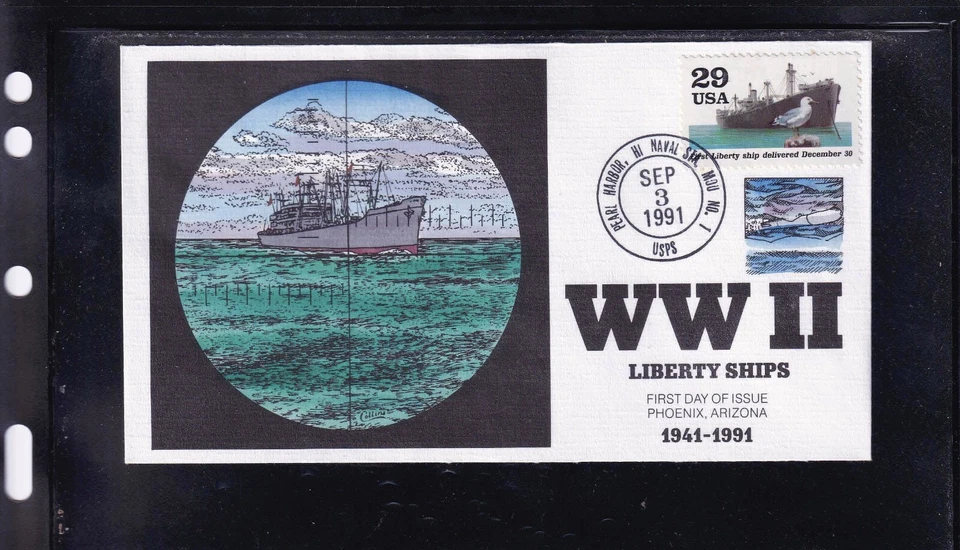 29
USA
First Liberty ship delivered December 30
PEARL HARBOR, HI NAVAL STA. MOU NO. 1
SEP
3
1991
USPS
WW II
LIBERTY SHIPS
FIRST DAY OF ISSUE
PHOENIX, ARIZONA
1941-1991
Collins